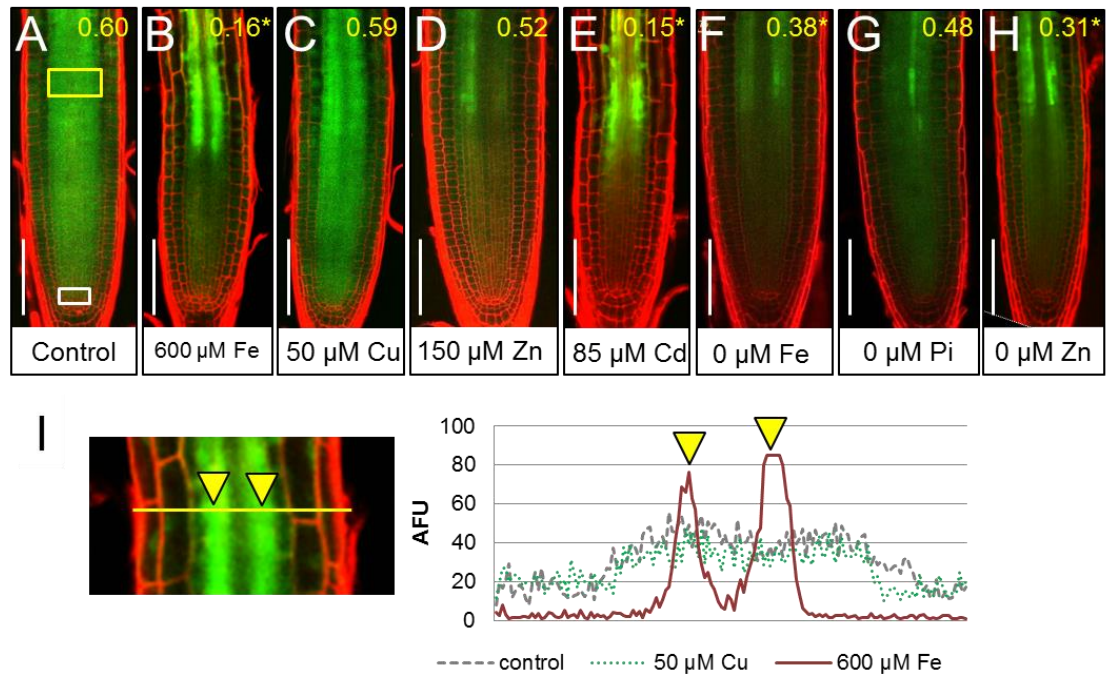 A 0.60
B 0.16*
C 0.59
D 0.52
E 0.15*
F 0.38*
G 0.48
H 0.31*
Control
600 µM Fe
50 µM Cu
150 µM Zn
85 µM Cd
0 µM Fe
0 µM Pi
0 µM Zn
I
AFU
100
80
60
40
20
0
control
50 µM Cu
600 µM Fe